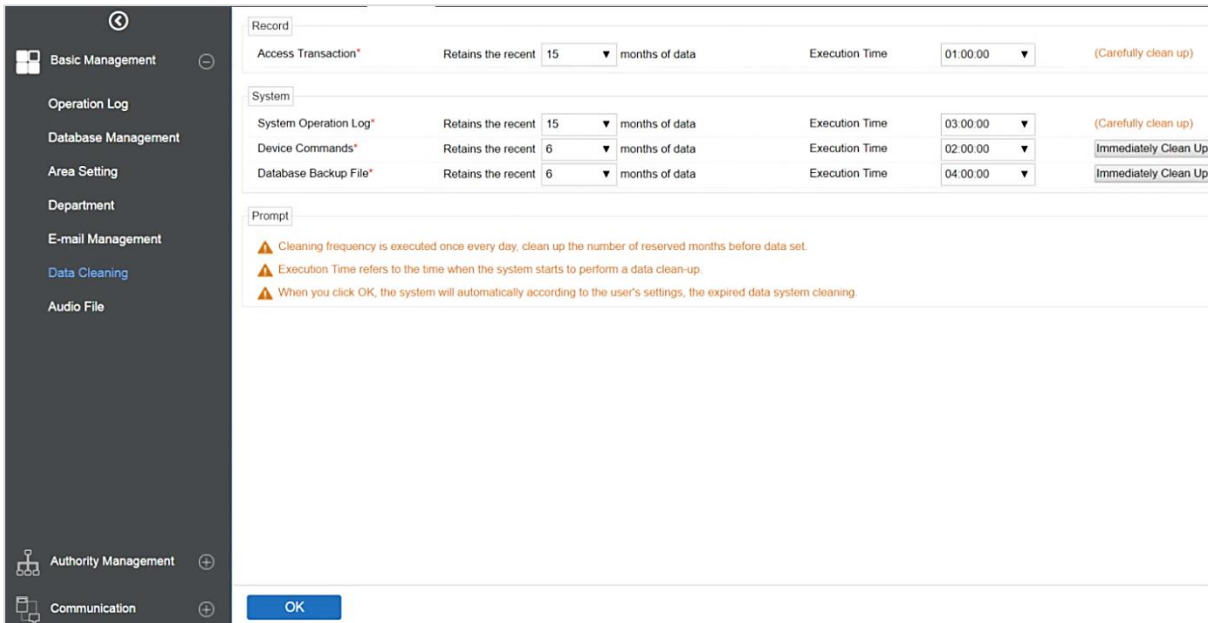 Basic Management
Operation Log
Database Management
Area Setting
Department
E-mail Management
Data Cleaning
Audio File
Authority Management
Communication
Record
Access Transaction* Retains the recent 15 months of data Execution Time 01:00:00 (Carefully clean up)
System
System Operation Log* Retains the recent 15 months of data Execution Time 03:00:00 (Carefully clean up)
Device Commands* Retains the recent 6 months of data Execution Time 02:00:00 Immediately Clean Up
Database Backup File* Retains the recent 6 months of data Execution Time 04:00:00 Immediately Clean Up
Prompt
Cleaning frequency is executed once every day, clean up the number of reserved months before data set.
Execution Time refers to the time when the system starts to perform a data clean-up.
When you click OK, the system will automatically according to the user's settings, the expired data system cleaning.
OK